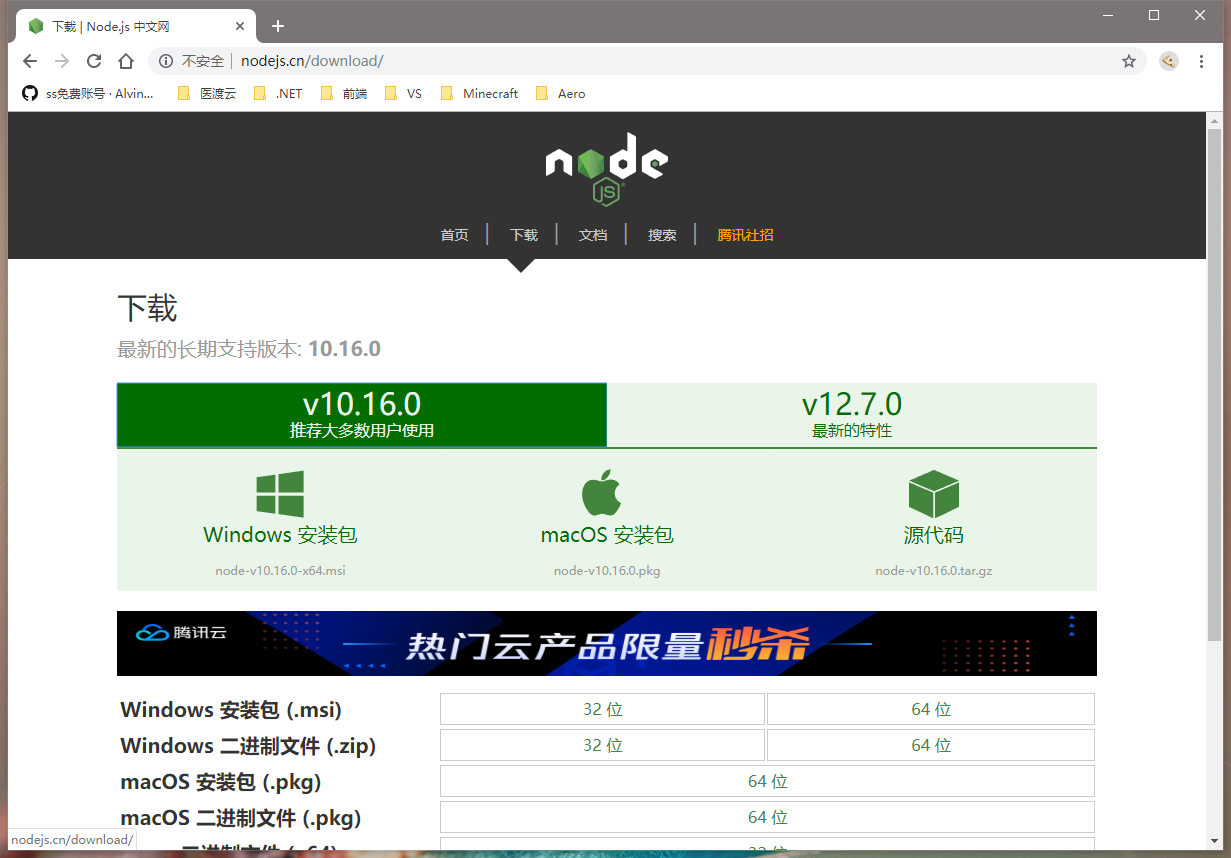 下载 | Node.js 中文网
不安全 nodejs.cn/download/
ss免费账号 · Alvin... 医渡云 .NET 前端 VS Minecraft Aero
node
JS
首页 下载 文档 搜索 腾讯社招
下载
最新的长期支持版本: 10.16.0
v10.16.0
推荐大多数用户使用
v12.7.0
最新的特性
Windows 安装包
node-v10.16.0-x64.msi
macOS 安装包
node-v10.16.0.pkg
源代码
node-v10.16.0.tar.gz
腾讯云
热门云产品限量秒杀
Windows 安装包 (.msi) 32 位 64 位
Windows 二进制文件 (.zip) 32 位 64 位
macOS 安装包 (.pkg) 64 位
macOS 二进制文件 (.pkg) 64 位
nodejs.cn/download/